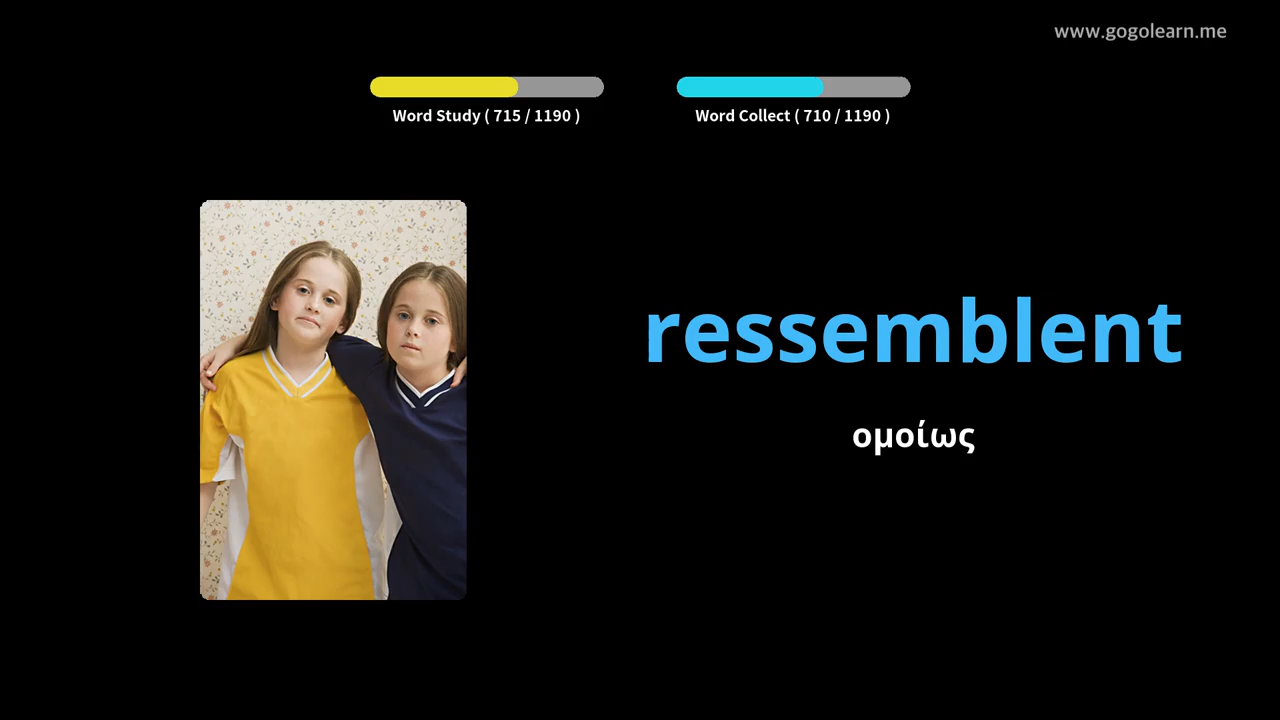 www.gogolearn.me
Word Study ( 715 / 1190 )
Word Collect ( 710 / 1190 )
ressemblent
ομοίως